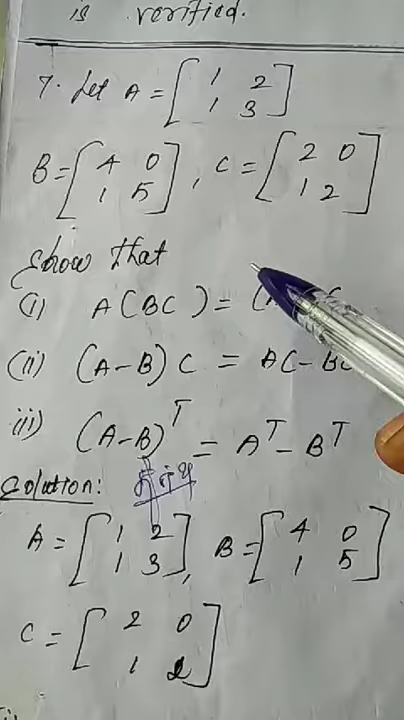 is verified.
7. Let A = [ 1 2
1 3 ]
B = [ 4 0
1 5 ], C = [ 2 0
1 2 ]
Show that
(i) A(BC) = (A
(ii) (A-B) C = AC - BC
iii) (A-B)^T = A^T - B^T
Solution:
A = [ 1 2
1 3 ], B = [ 4 0
1 5 ]
C = [ 2 0
1 2 ]